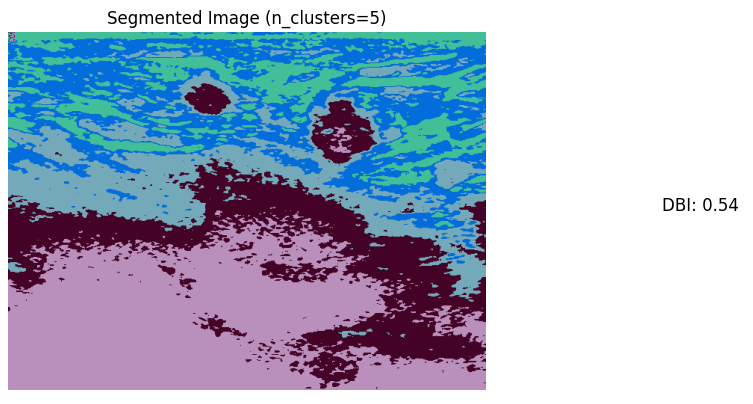 Segmented Image (n_clusters=5)
DBI: 0.54